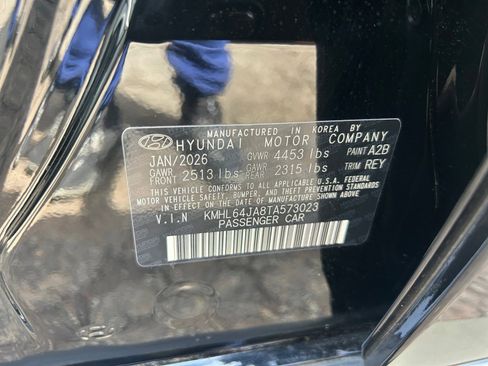 MANUFACTURED IN KOREA BY
HYUNDAI MOTOR COMPANY
JAN/2026 GVWR 4453 lbs PAINT A2B
GAWR FRONT 2513 lbs GAWR REAR 2315 lbs TRIM REY
THIS VEHICLE CONFORMS TO ALL APPLICABLE U.S.A. FEDERAL
MOTOR VEHICLE SAFETY, BUMPER, AND THEFT PREVENTION STANDARDS
IN EFFECT ON THE DATE OF MANUFACTURE SHOWN ABOVE.
V.I.N KMHL64JA8TA573023
PASSENGER CAR